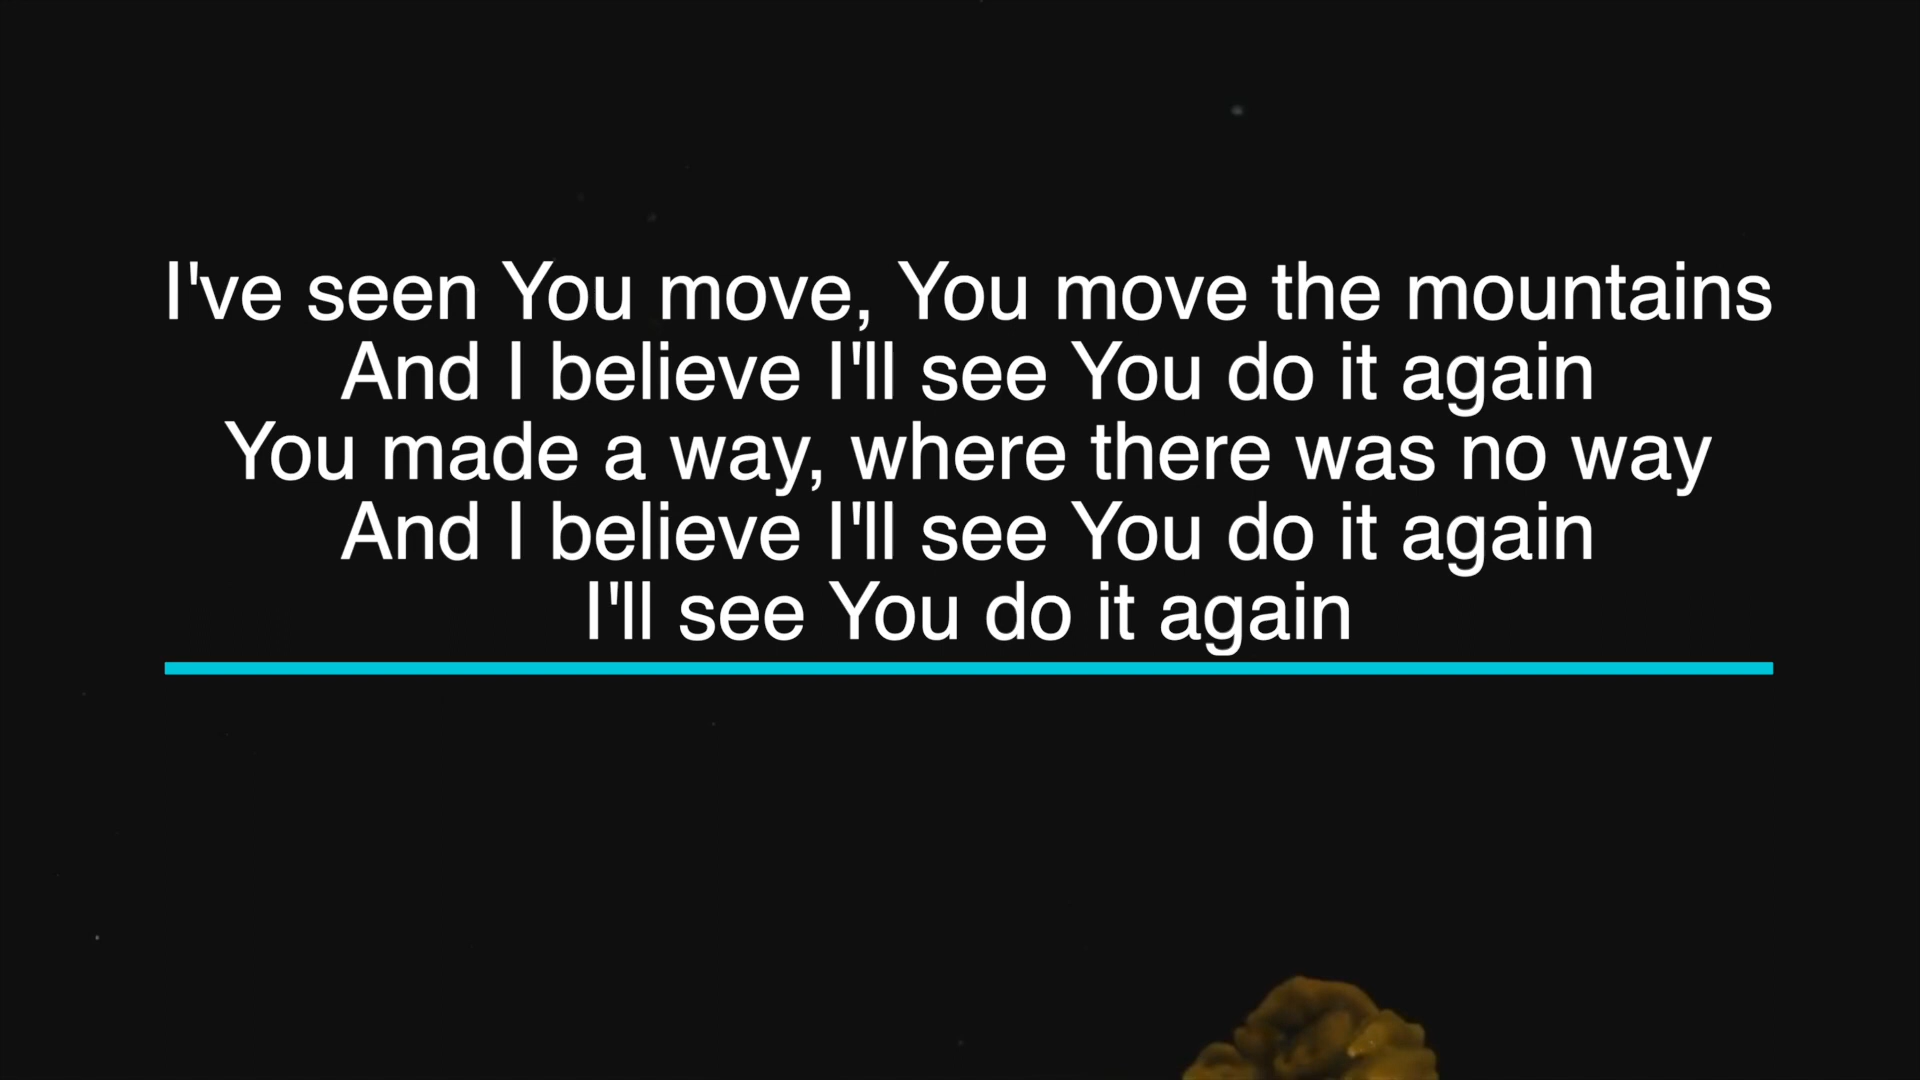 I've seen You move, You move the mountains
And I believe I'll see You do it again
You made a way, where there was no way
And I believe I'll see You do it again
I'll see You do it again